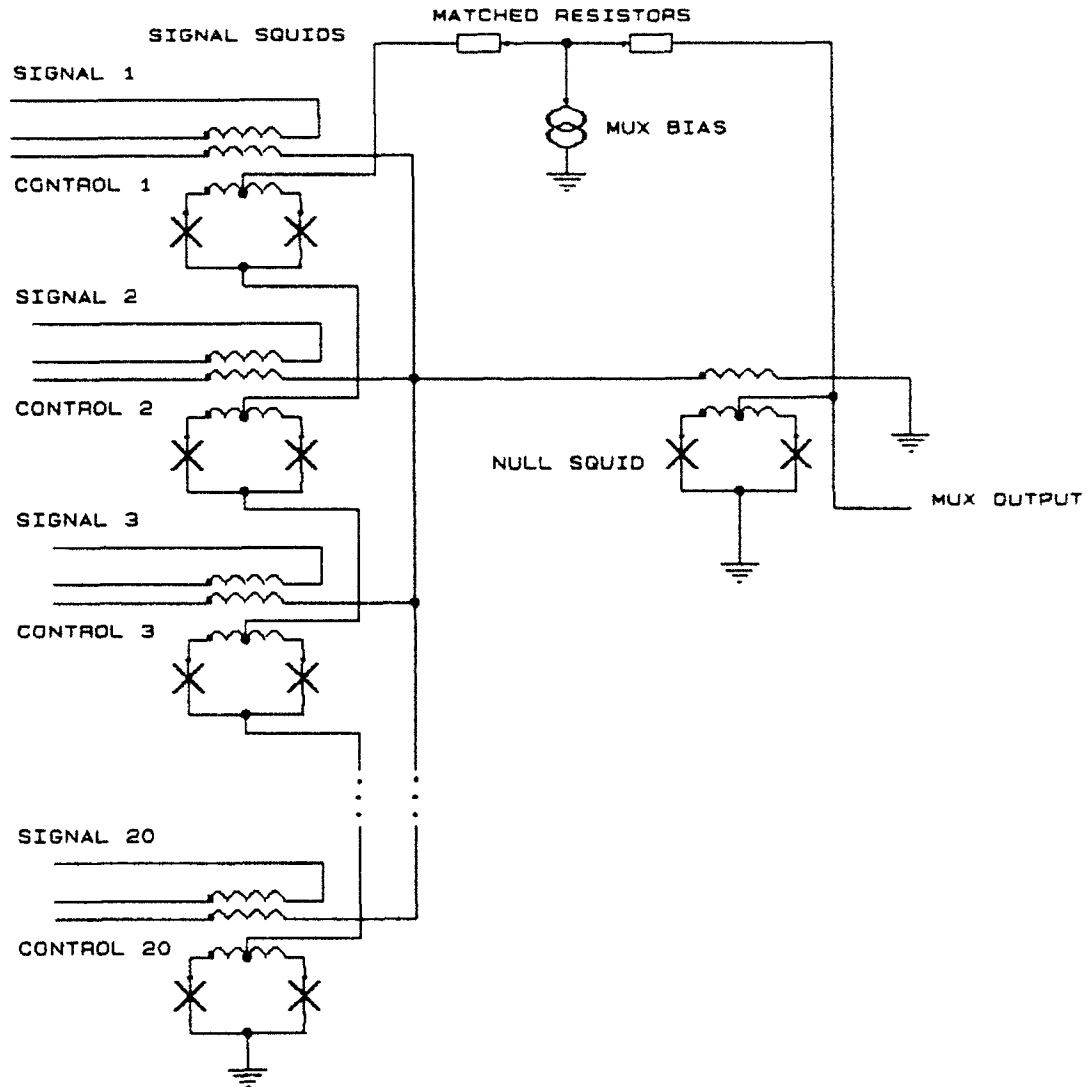 MATCHED RESISTORS
SIGNAL SQUIDS
SIGNAL 1
MUX BIAS
CONTROL 1
SIGNAL 2
CONTROL 2
NULL SQUID
MUX OUTPUT
SIGNAL 3
CONTROL 3
SIGNAL 20
CONTROL 20